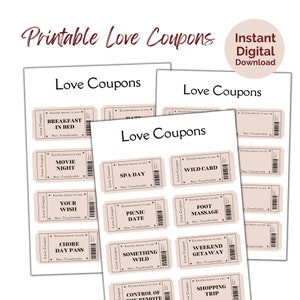 Printable Love Coupons
Instant
Digital
Download
Love Coupons
Love Coupons
BREAKFAST
IN BED
MOVIE
NIGHT
YOUR
WISH
CHORE
DAY PASS
Love Coupons
SPA DAY
WILD CARD
PICNIC
DATE
FOOT
MASSAGE
SOMETHING
WILD
WEEKEND
GETAWAY
CONTROL OF
THE REMOTE
SHOPPING
TRIP